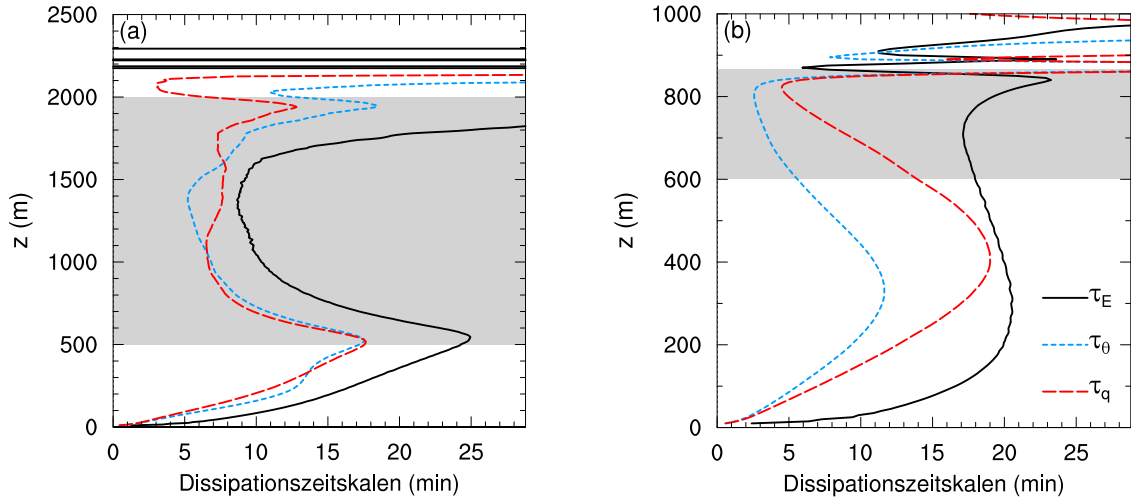 (a)
2500
2000
1500
1000
500
0
z (m)
0 5 10 15 20 25
Dissipationszeitskalen (min)
(b)
1000
800
600
400
200
0
z (m)
τE
τθ
τq
0 5 10 15 20 25
Dissipationszeitskalen (min)